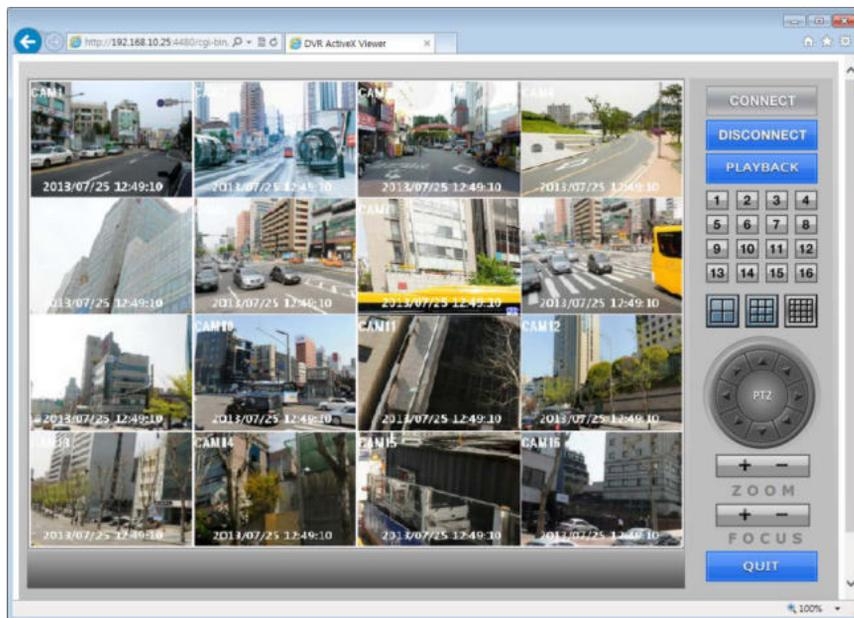 http://192.168.10.25:4480/cgi-bin.
DVR ActiveX Viewer
CAM1
CONNECT
DISCONNECT
PLAYBACK
2013/07/25 12:49:10
2013/07/25 12:49:10
2013/07/25 12:49:10
2013/07/25 12:49:10
1 2 3 4
5 6 7 8
9 10 11 12
13 14 15 16
2013/07/25 12:49:10
2013/07/25 12:49:10
2013/07/25 12:49:10
2013/07/25 12:49:10
CAM10
CAM11
CAM12
PTZ
2013/07/25 12:49:10
2013/07/25 12:49:10
2013/07/25 12:49:10
2013/07/25 12:49:10
CAM13
CAM14
CAM15
CAM16
+ −
ZOOM
+ −
FOCUS
2013/07/25 12:49:10
2013/07/25 12:49:10
2013/07/25 12:49:10
2013/07/25 12:49:10
QUIT
100%